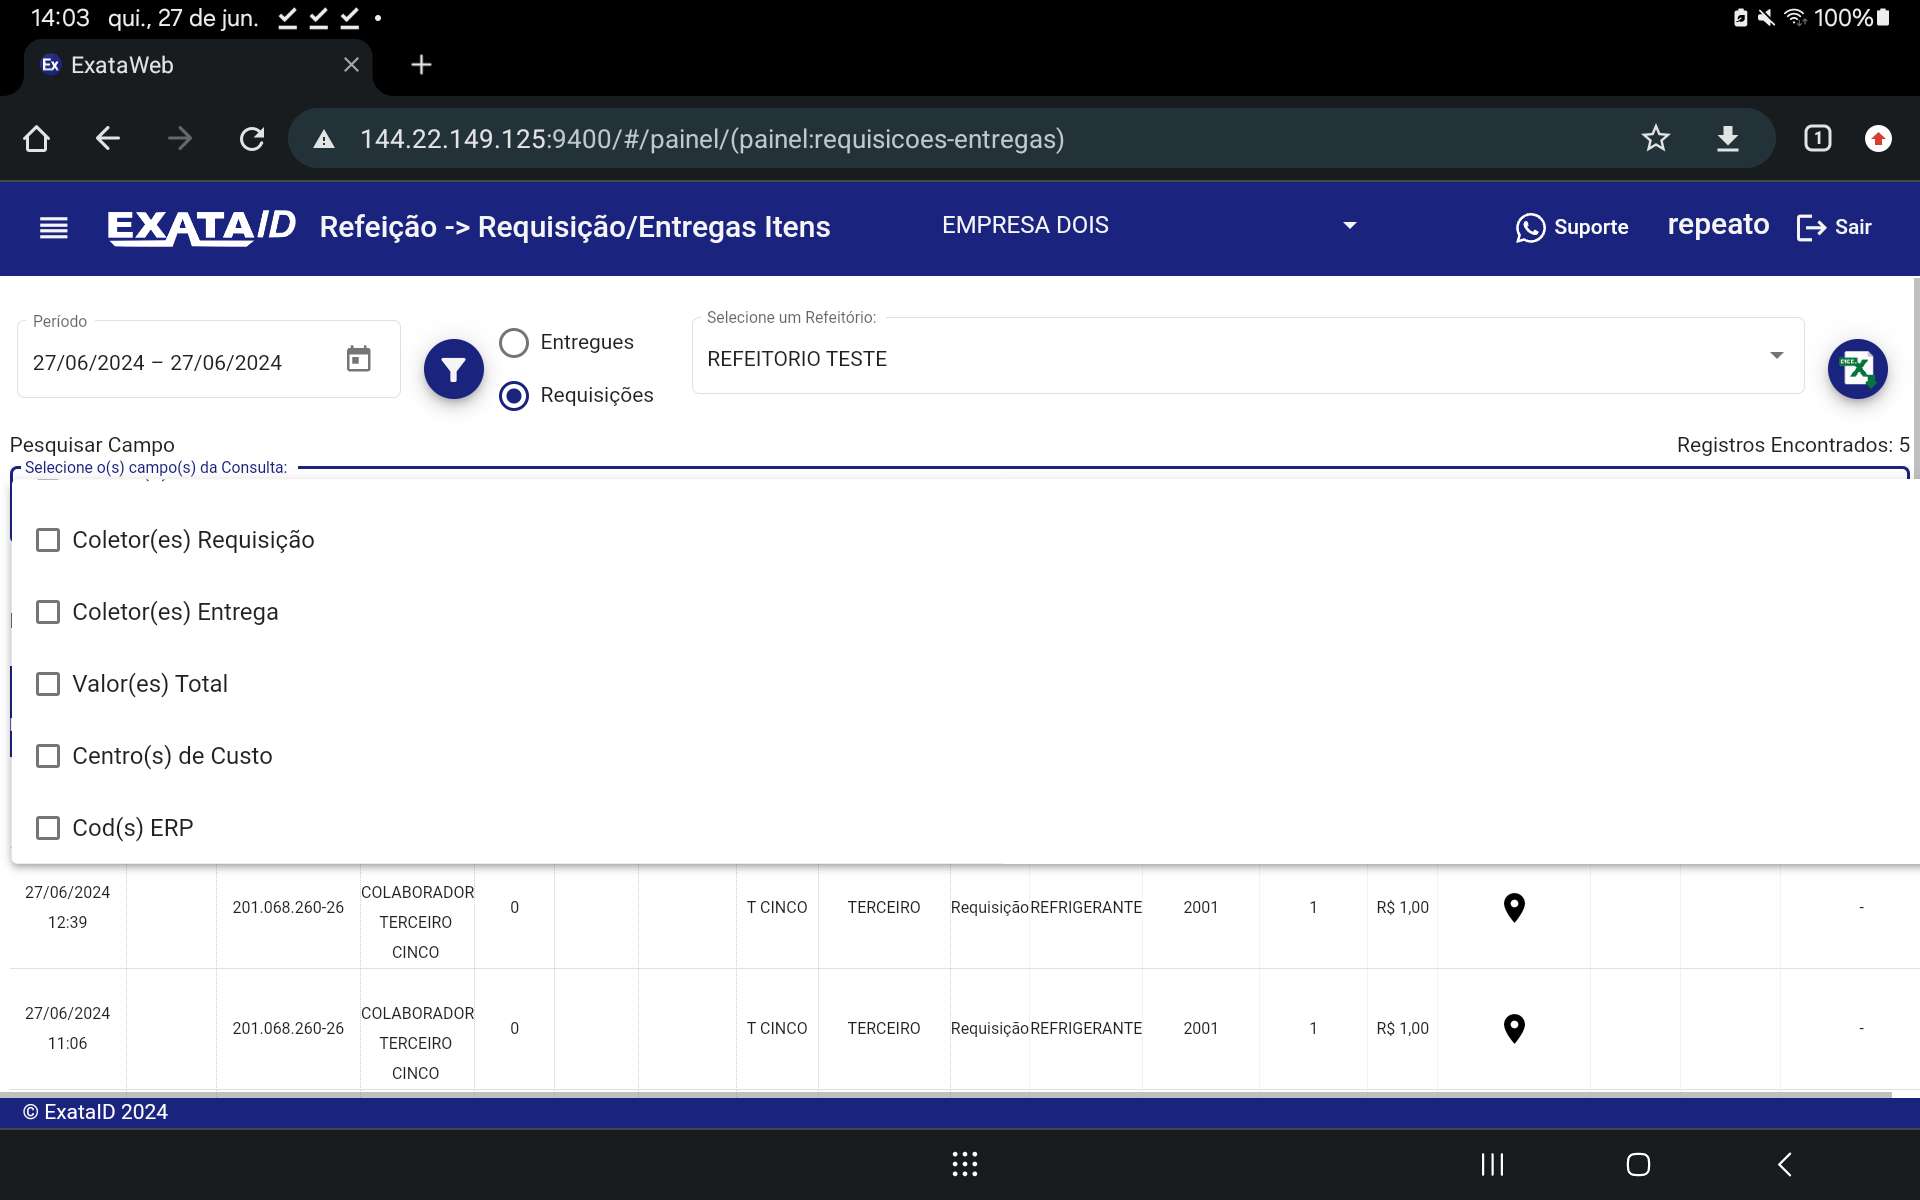 14:03 qui., 27 de jun. 100%
Ex ExataWeb
144.22.149.125:9400/#/painel/(painel:requisicoes-entregas) 1
EXATAID Refeição -> Requisição/Entregas Itens EMPRESA DOIS Suporte repeato Sair
Período
27/06/2024 – 27/06/2024
Entregues
Requisições
Selecione um Refeitório:
REFEITORIO TESTE
Pesquisar Campo Registros Encontrados: 5
Selecione o(s) campo(s) da Consulta:
Coletor(es) Requisição
Coletor(es) Entrega
Valor(es) Total
Centro(s) de Custo
Cod(s) ERP
27/06/2024
12:39
201.068.260-26
COLABORADOR
TERCEIRO
CINCO
0 T CINCO TERCEIRO Requisição REFRIGERANTE 2001 1 R$ 1,00 -
27/06/2024
11:06
201.068.260-26
COLABORADOR
TERCEIRO
CINCO
0 T CINCO TERCEIRO Requisição REFRIGERANTE 2001 1 R$ 1,00 -
© ExataID 2024